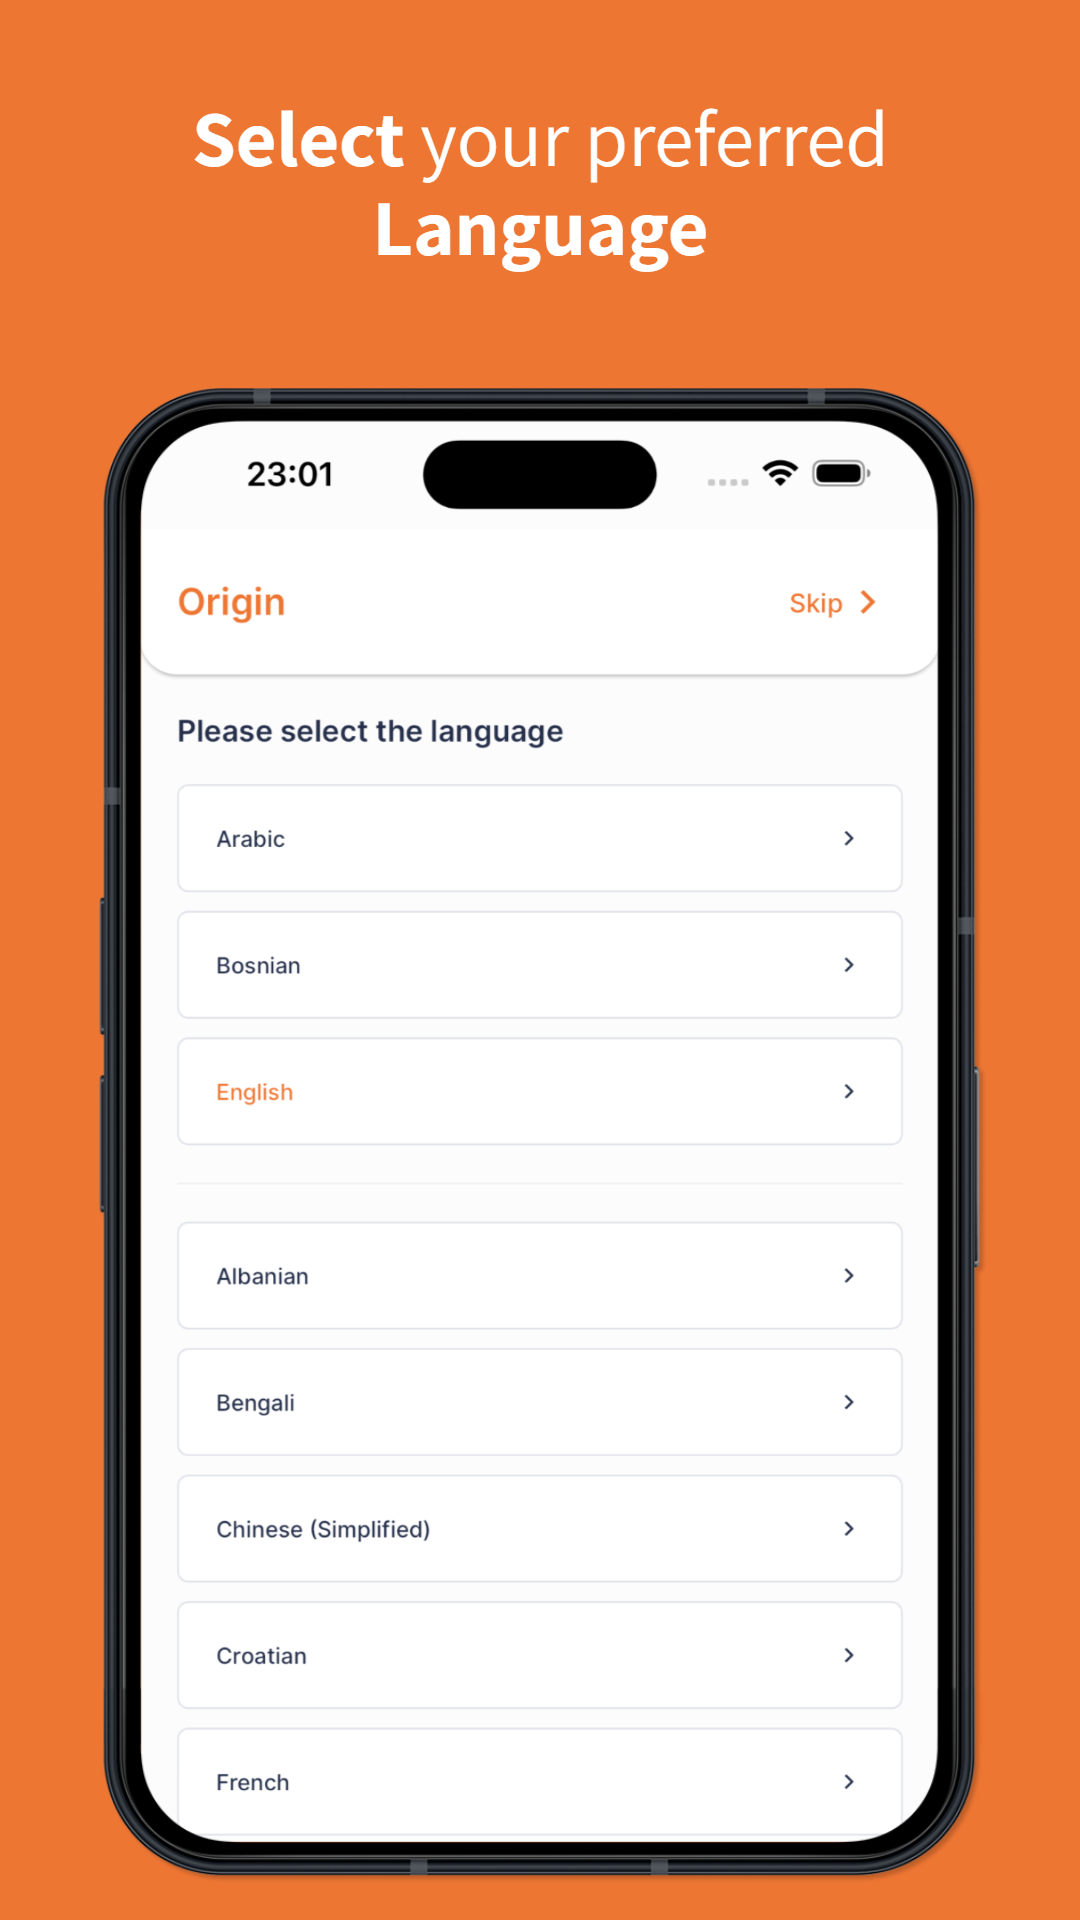 Select your preferred
Language
23:01
Origin
Skip
Please select the language
Arabic
Bosnian
English
Albanian
Bengali
Chinese (Simplified)
Croatian
French